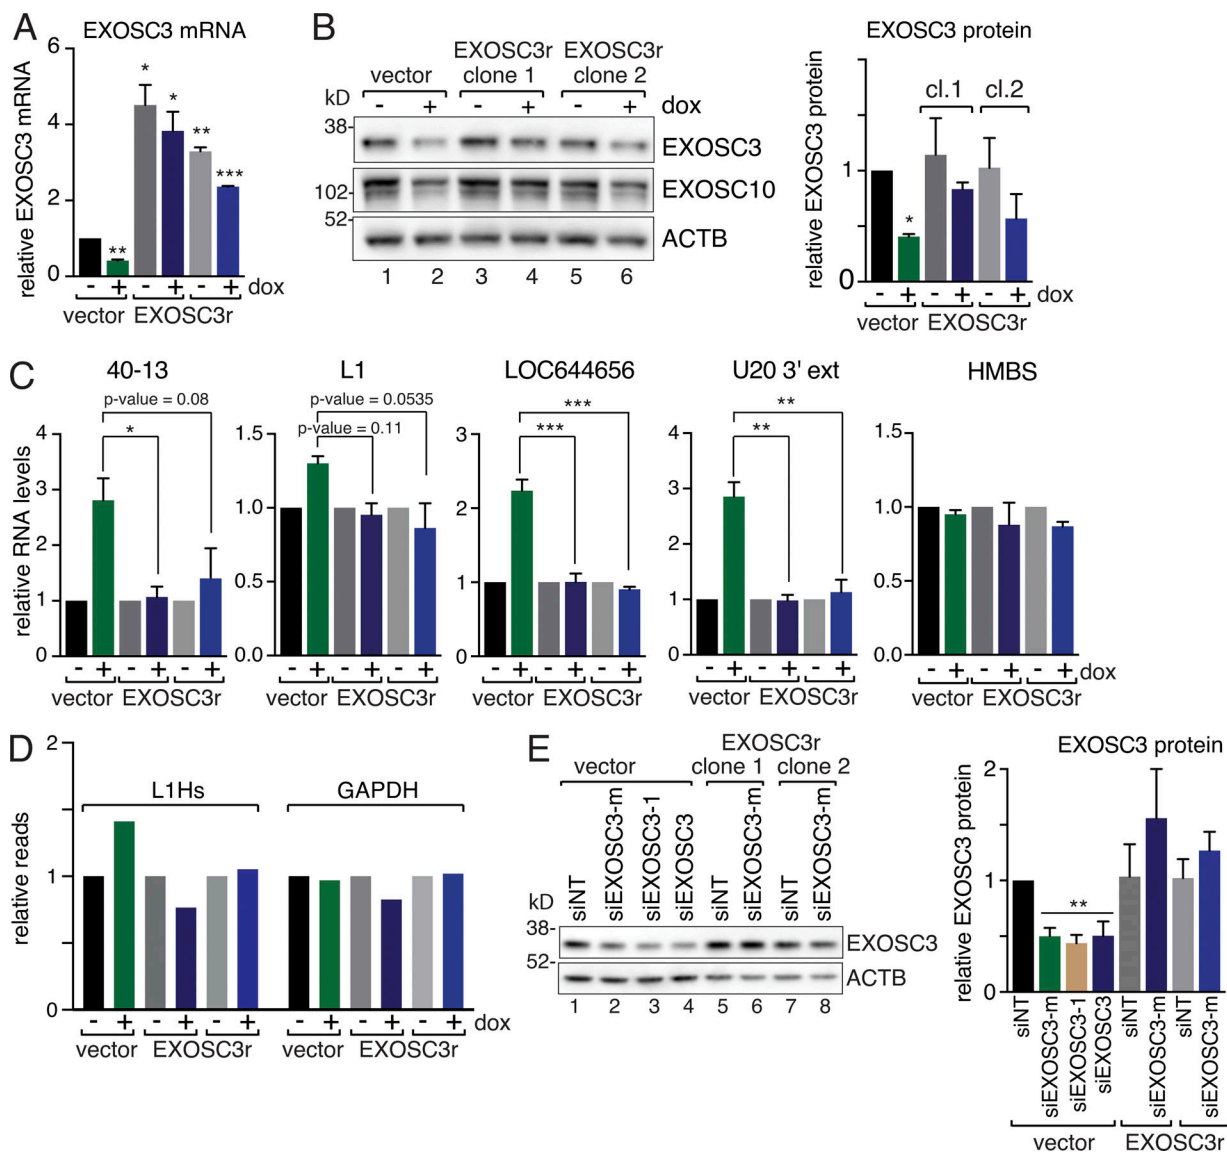 A
EXOSC3 mRNA
relative EXOSC3 mRNA
6
4
2
0
*
*
**
***
**
- + - + - + dox
vector EXOSC3r
B
EXOSC3r EXOSC3r
vector clone 1 clone 2
kD
- + - + - + dox
38-
EXOSC3
102-
EXOSC10
52-
ACTB
1 2 3 4 5 6
EXOSC3 protein
relative EXOSC3 protein
cl.1 cl.2
1
0
*
- + - + - + dox
vector EXOSC3r
C
relative RNA levels
40-13
p-value = 0.08
*
4
3
2
1
0
- + - + - +
vector EXOSC3r
L1
p-value = 0.0535
p-value = 0.11
1.5
1.0
0.5
0.0
- + - + - +
vector EXOSC3r
LOC644656
***
***
3
2
1
0
- + - + - +
vector EXOSC3r
U20 3' ext
**
**
4
3
2
1
0
- + - + - +
vector EXOSC3r
HMBS
1.5
1.0
0.5
0.0
- + - + - + dox
vector EXOSC3r
D
relative reads
2
1
0
L1Hs GAPDH
- + - + - + - + - + - + dox
vector EXOSC3r vector EXOSC3r
E
EXOSC3r
vector clone 1 clone 2
kD
siNT
siEXOSC3-m
siEXOSC3-1
siEXOSC3
siNT
siEXOSC3-m
siNT
siEXOSC3-m
38-
EXOSC3
52-
ACTB
1 2 3 4 5 6 7 8
EXOSC3 protein
relative EXOSC3 protein
2
1
0
**
siNT
siEXOSC3-m
siEXOSC3-1
siEXOSC3
siNT
siEXOSC3-m
siNT
siEXOSC3-m
vector EXOSC3r